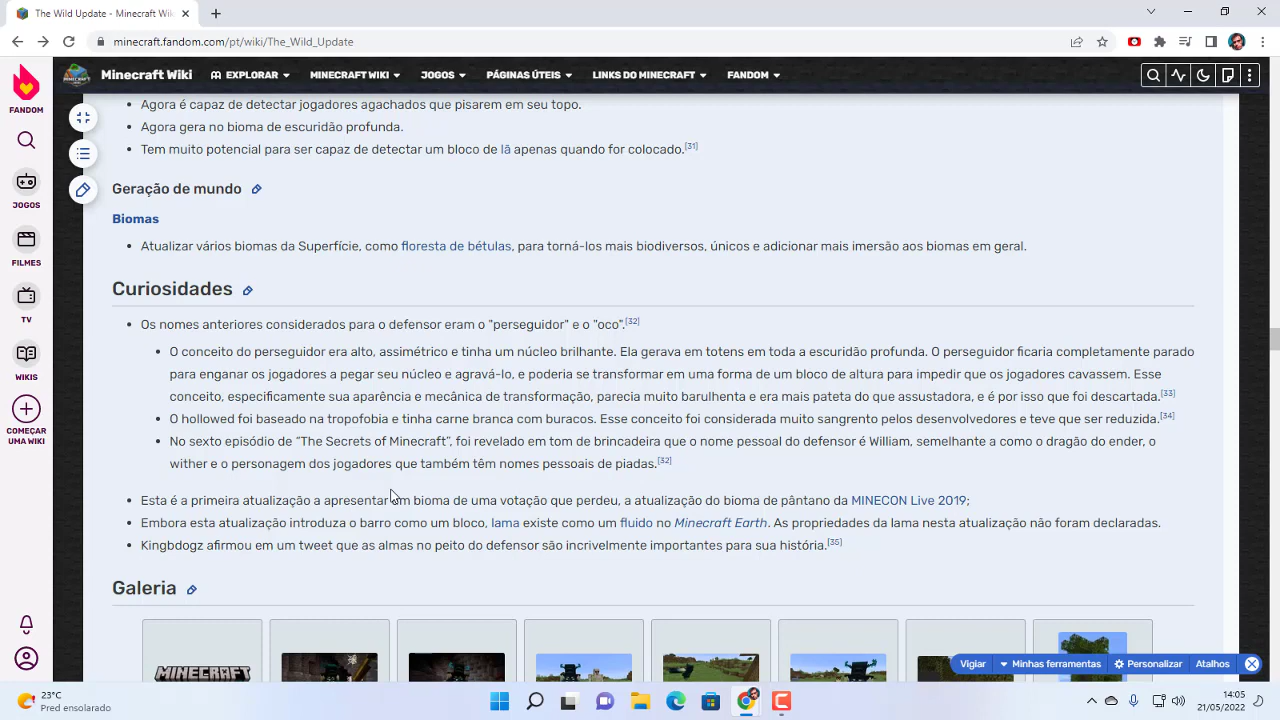 The Wild Update - Minecraft Wik
minecraft.fandom.com/pt/wiki/The_Wild_Update
FANDOM
Minecraft Wiki
EXPLORAR
MINECRAFT WIKI
JOGOS
PÁGINAS ÚTEIS
LINKS DO MINECRAFT
FANDOM
JOGOS
FILMES
TV
WIKIS
COMEÇAR
UMA WIKI
Agora é capaz de detectar jogadores agachados que pisarem em seu topo.
Agora gera no bioma de escuridão profunda.
Tem muito potencial para ser capaz de detectar um bloco de lã apenas quando for colocado.[31]
Geração de mundo
Biomas
Atualizar vários biomas da Superfície, como floresta de bétulas, para torná-los mais biodiversos, únicos e adicionar mais imersão aos biomas em geral.
Curiosidades
Os nomes anteriores considerados para o defensor eram o "perseguidor" e o "oco".[32]
O conceito do perseguidor era alto, assimétrico e tinha um núcleo brilhante. Ela gerava em totens em toda a escuridão profunda. O perseguidor ficaria completamente parado
para enganar os jogadores a pegar seu núcleo e agravá-lo, e poderia se transformar em uma forma de um bloco de altura para impedir que os jogadores cavassem. Esse
conceito, especificamente sua aparência e mecânica de transformação, parecia muito barulhenta e era mais pateta do que assustadora, e é por isso que foi descartada.[33]
O hollowed foi baseado na tropofobia e tinha carne branca com buracos. Esse conceito foi considerada muito sangrento pelos desenvolvedores e teve que ser reduzida.[34]
No sexto episódio de “The Secrets of Minecraft”, foi revelado em tom de brincadeira que o nome pessoal do defensor é William, semelhante a como o dragão do ender, o
wither e o personagem dos jogadores que também têm nomes pessoais de piadas.[32]
Esta é a primeira atualização a apresentar um bioma de uma votação que perdeu, a atualização do bioma de pântano da MINECON Live 2019;
Embora esta atualização introduza o barro como um bloco, lama existe como um fluido no Minecraft Earth. As propriedades da lama nesta atualização não foram declaradas.
Kingbdogz afirmou em um tweet que as almas no peito do defensor são incrivelmente importantes para sua história.[35]
Galeria
MINECRAFT
Vigiar
Minhas ferramentas
Personalizar
Atalhos
23°C
Pred ensolarado
14:05
21/05/2022